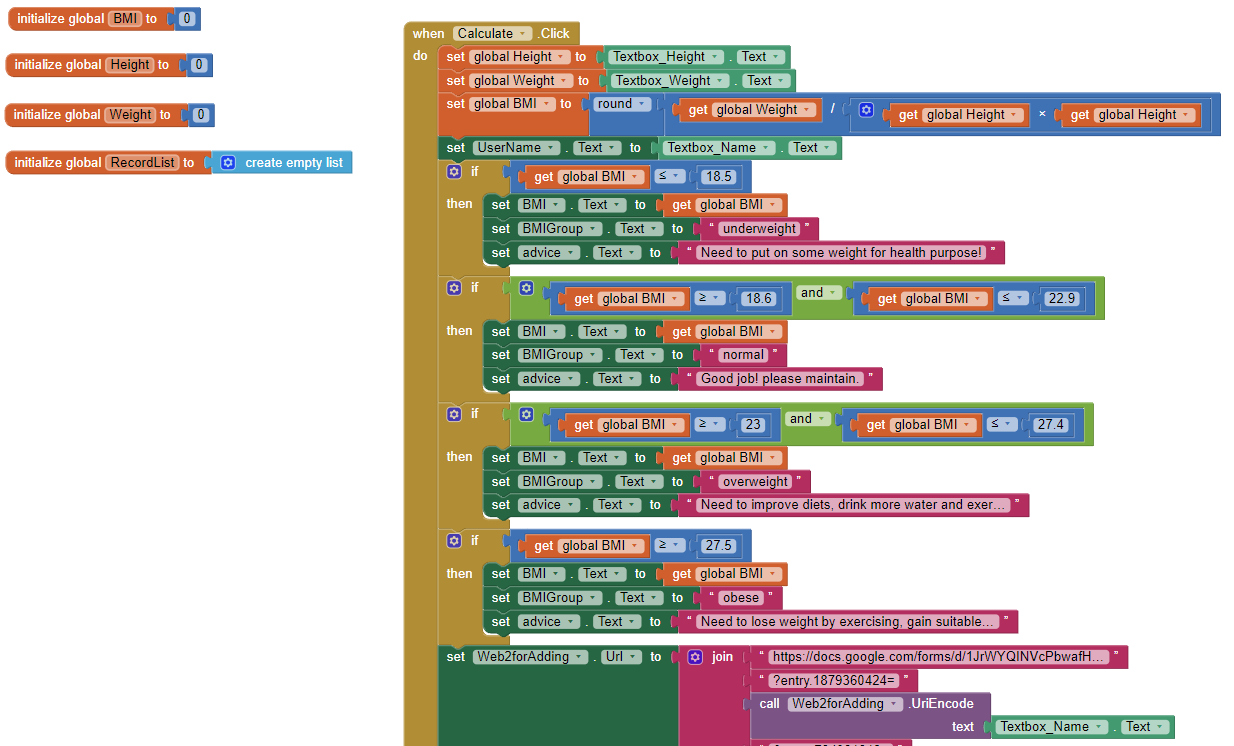 initialize global BMI to 0
initialize global Height to 0
initialize global Weight to 0
initialize global RecordList to create empty list
when Calculate .Click
do set global Height to Textbox_Height . Text
set global Weight to Textbox_Weight . Text
set global BMI to round get global Weight / get global Height × get global Height
set UserName . Text to Textbox_Name . Text
if get global BMI ≤ 18.5
then set BMI . Text to get global BMI
set BMIGroup . Text to " underweight "
set advice . Text to " Need to put on some weight for health purpose! "
if get global BMI ≥ 18.6 and get global BMI ≤ 22.9
then set BMI . Text to get global BMI
set BMIGroup . Text to " normal "
set advice . Text to " Good job! please maintain. "
if get global BMI ≥ 23 and get global BMI ≤ 27.4
then set BMI . Text to get global BMI
set BMIGroup . Text to " overweight "
set advice . Text to " Need to improve diets, drink more water and exer... "
if get global BMI ≥ 27.5
then set BMI . Text to get global BMI
set BMIGroup . Text to " obese "
set advice . Text to " Need to lose weight by exercising, gain suitable... "
set Web2forAdding . Url to join " https://docs.google.com/forms/d/1JrWYQINVcPbwafH... "
" ?entry.1879360424= "
call Web2forAdding .UriEncode
text Textbox_Name . Text